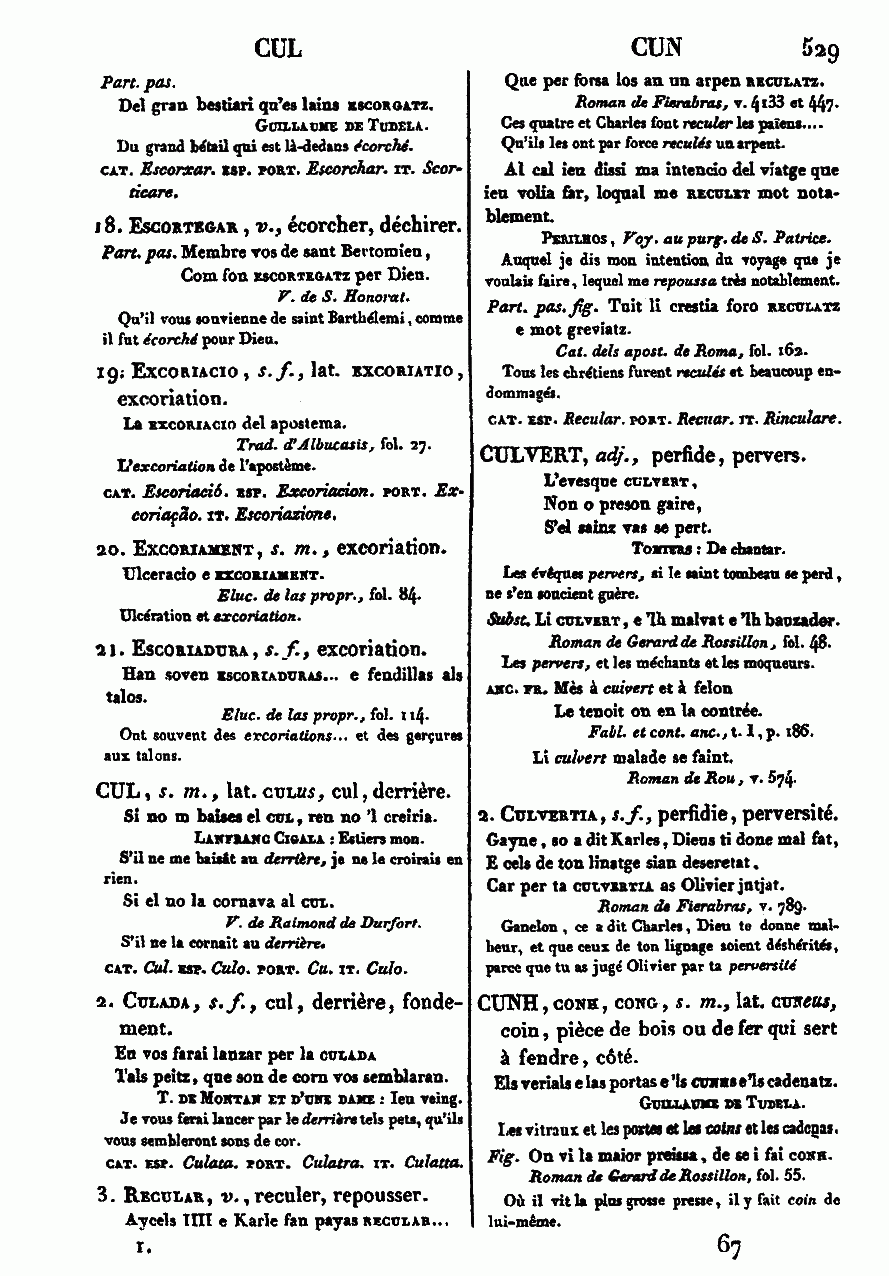 CUL
CUN 529
Part. pas.
Del gran bestiari qu'es lains ESCORGATZ.
GUILLAUME DE TUDELA.
Du grand bétail qui est là-dedans écorché.
CAT. Escorxar. ESP. PORT. Escorchar. IT. Scor-
ticare.
18. ESCORTEGAR, v., écorcher, déchirer.
Part. pas. Membre vos de sant Bertomieu,
Com fon ESCORTEGATZ per Dieu.
V. de S. Honorat.
Qu'il vous souvienne de saint Barthélemi, comme
il fut écorché pour Dieu.
19. EXCORIACIO, s. f., lat. EXCORIATIO,
excoriation.
La EXCORIACIO del apostema.
Trad. d'Albucasis, fol. 27.
L'excoriation de l'apostème.
CAT. Escoriació. ESP. Excoriacion. PORT. Ex-
coriação. IT. Escoriazione.
20. EXCORIAMENT, s. m., excoriation.
Ulceracio e EXCORIAMENT.
Eluc. de las propr., fol. 84.
Ulcération et excoriation.
21. ESCORIADURA, s. f., excoriation.
Han soven ESCORIADURAS... e fendillas als
talos.
Eluc. de las propr., fol. 114.
Ont souvent des excoriations... et des gerçures
aux talons.
CUL, s. m., lat. CULUS, cul, derrière.
Si no m baises el CUL, ren no 'l creiria.
LANFRANC CIGALA : Estiers mon.
S'il ne me baisât au derrière, je ne le croirais en
rien.
Si el no la cornava al CUL.
V. de Raimond de Durfort.
S'il ne la cornait au derrière.
CAT. Cul. ESP. Culo. PORT. Cu. IT. Culo.
2. CULADA, s. f., cul, derrière, fonde-
ment.
En vos farai lanzar per la CULADA
Tals peitz, que son de corn vos semblaran.
T. DE MONTAN ET D'UNE DAME : Ieu veing.
Je vous ferai lancer par le derrière tels pets, qu'ils
vous sembleront sons de cor.
CAT. ESP. Culata. PORT. Culatra. IT. Culatta.
3. RECULAR, v., reculer, repousser.
Aycels IIII e Karle fan payas RECULAR...
I.
Que per forsa los an un arpen RECULATZ.
Roman de Fierabras, v. 4133 et 447.
Ces quatre et Charles font reculer les païens....
Qu'ils les ont par force reculés un arpent.
Al cal ieu dissi ma intencio del viatge que
ieu volia far, loqual me RECULET mot nota-
blement.
PERILHOS, Voy. au purg. de S. Patrice.
Auquel je dis mon intention du voyage que je
voulais faire, lequel me repoussa très notablement.
Part. pas. fig. Tuit li crestia foro RECULATZ
e mot greviatz.
Cat. dels apost. de Roma, fol. 162.
Tous les chrétiens furent reculés et beaucoup en-
dommagés.
CAT. ESP. Recular. PORT. Recuar. IT. Rinculare.
CULVERT, adj., perfide, pervers.
L'evesque CULVERT,
Non o preson gaire,
S'el sainz vas se pert.
TOMIERS : De chantar.
Les évêques pervers, si le saint tombeau se perd,
ne s'en soucient guère.
Subst. Li CULVERT, e 'lh malvat e 'lh bauzador.
Roman de Gerard de Rossillon, fol. 48.
Les pervers, et les méchants et les moqueurs.
ANC. FR. Mès à cuivert et à felon
Le tenoit on en la contrée.
Fabl. et cont. anc., t. I, p. 186.
Li culvert malade se faint.
Roman de Rou, v. 574.
2. CULVERTIA, s. f., perfidie, perversité.
Gayne, so a dit Karles, Dieus ti done mal fat,
E cels de ton linatge sian deseretat.
Car per ta CULVERTIA as Olivier jutjat.
Roman de Fierabras, v. 789.
Ganelon, ce a dit Charles, Dieu te donne mal-
heur, et que ceux de ton lignage soient déshérités,
parce que tu as jugé Olivier par ta perversité
CUNH, CONH, CONG, s. m., lat. CUNEUS,
coin, pièce de bois ou de fer qui sert
à fendre, côté.
Els verials e las portas e 'ls CUNHS e 'ls cadenatz.
GUILLAUME DE TUDELA.
Les vitraux et les portes et les coins et les cadenas.
Fig. On vi la maior preissa, de se i fai CONH.
Roman de Gerard de Rossillon, fol. 55.
Où il vit la plus grosse presse, il y fait coin de
lui-même.
67